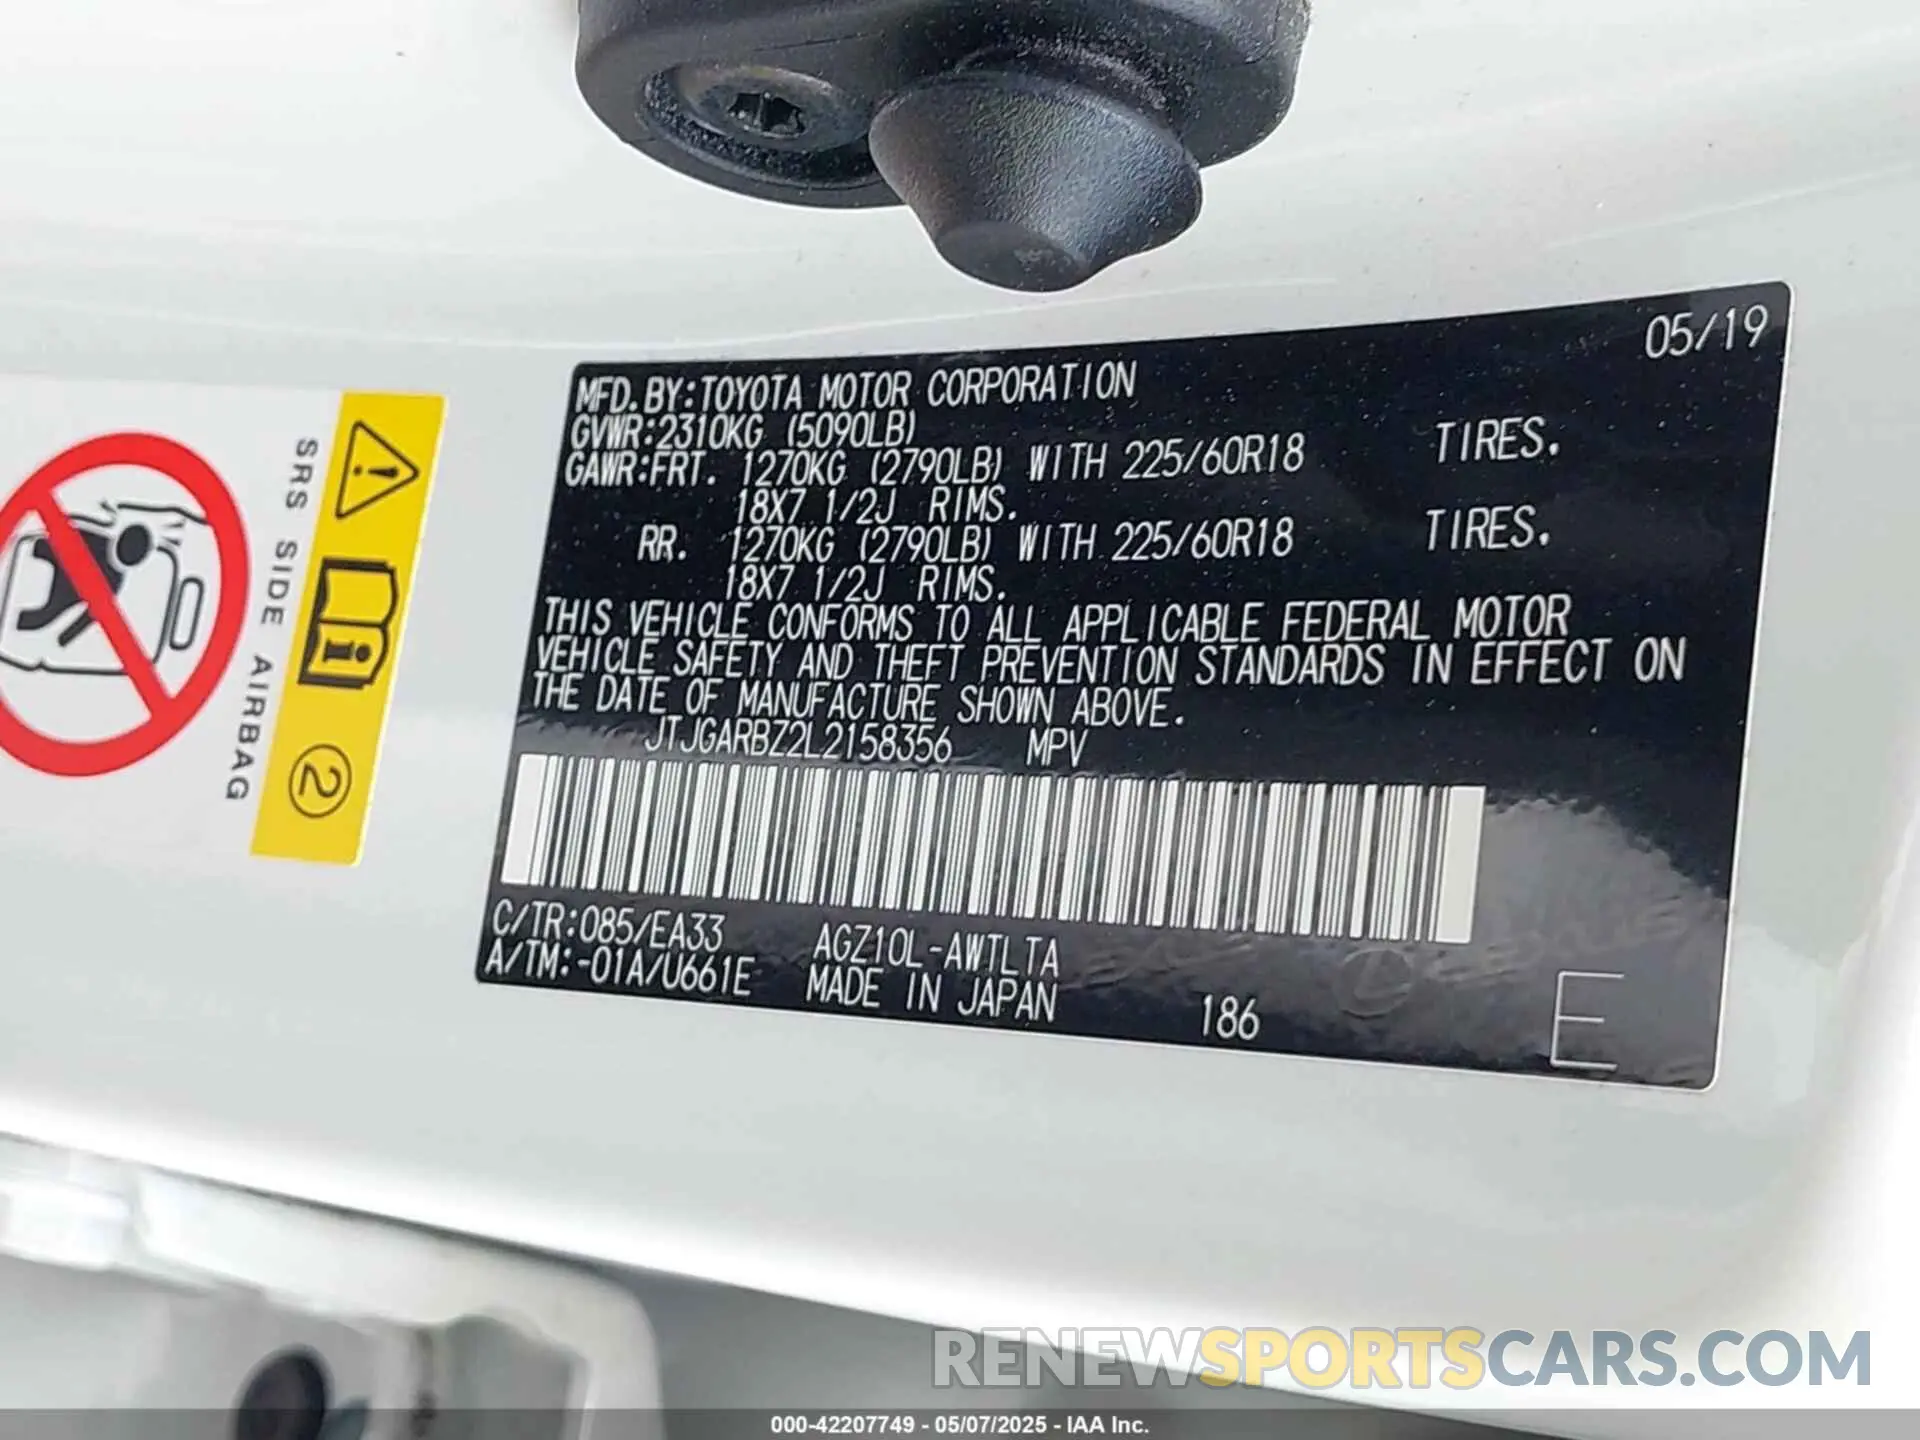 05/19
MFD. BY: TOYOTA MOTOR CORPORATION
GVWR: 2310KG (5090LB)
GAWR: FRT. 1270KG (2790LB) WITH 225/60R18 TIRES.
18X7 1/2J RIMS.
RR. 1270KG (2790LB) WITH 225/60R18 TIRES.
18X7 1/2J RIMS.
THIS VEHICLE CONFORMS TO ALL APPLICABLE FEDERAL MOTOR
VEHICLE SAFETY AND THEFT PREVENTION STANDARDS IN EFFECT ON
THE DATE OF MANUFACTURE SHOWN ABOVE.
JTJGARBZ2L2158356 MPV
C/TR: 085/EA33 AGZ10L-AWTLTA
A/TM: -01A/U661E MADE IN JAPAN 186 E
SRS SIDE AIRBAG
2
RENEWSPORTSCARS.COM
000-42207749 - 05/07/2025 - IAA Inc.